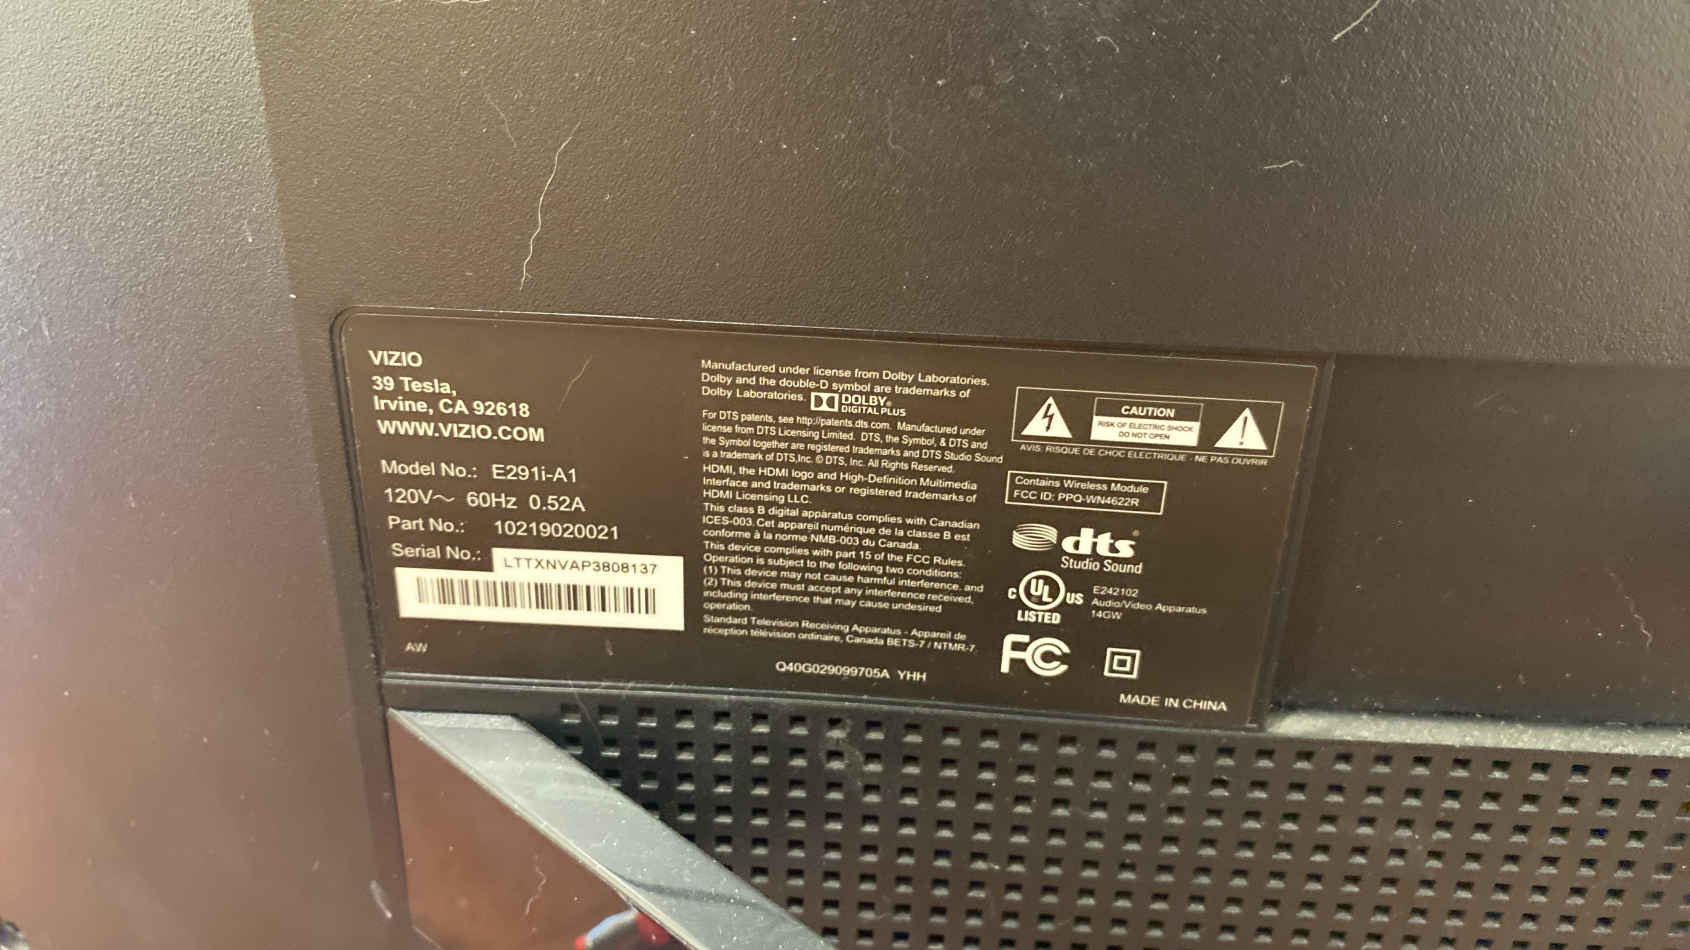 VIZIO
39 Tesla,
Irvine, CA 92618
WWW.VIZIO.COM
Model No.: E291i-A1
120V～ 60Hz 0.52A
Part No.: 10219020021
Serial No.: LTTXNVAP3808137
AW
Manufactured under license from Dolby Laboratories.
Dolby and the double-D symbol are trademarks of
Dolby Laboratories. DOLBY®
DIGITAL PLUS
For DTS patents, see http://patents.dts.com. Manufactured under
license from DTS Licensing Limited. DTS, the Symbol, & DTS and
the Symbol together are registered trademarks and DTS Studio Sound
is a trademark of DTS,Inc. © DTS, Inc. All Rights Reserved.
HDMI, the HDMI logo and High-Definition Multimedia
Interface and trademarks or registered trademarks of
HDMI Licensing LLC.
This class B digital apparatus complies with Canadian
ICES-003. Cet appareil numérique de la classe B est
conforme à la norme NMB-003 du Canada.
This device complies with part 15 of the FCC Rules.
Operation is subject to the following two conditions:
(1) This device may not cause harmful interference, and
(2) This device must accept any interference received,
including interference that may cause undesired
operation.
Standard Television Receiving Apparatus - Appareil de
réception télévision ordinaire, Canada BETS-7 / NTMR-7
Q40G029099705A YHH
CAUTION
RISK OF ELECTRIC SHOCK
DO NOT OPEN
AVIS: RISQUE DE CHOC ELECTRIQUE - NE PAS OUVRIR
Contains Wireless Module
FCC ID: PPQ-WN4622R
dts®
Studio Sound
C UL US
LISTED
E242102
Audio/Video Apparatus
14GW
FC
MADE IN CHINA